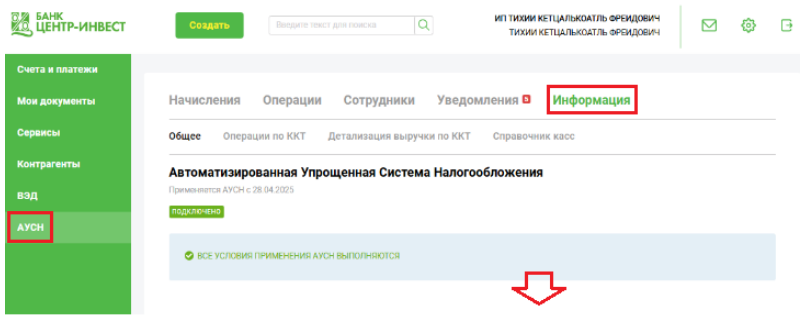 БАНК
ЦЕНТР-ИНВЕСТ
Создать
Введите текст для поиска
ИП ТИХИИ КЕТЦАЛЬКОАТЛЬ ФРЕИДОВИЧ
ТИХИИ КЕТЦАЛЬКОАТЛЬ ФРЕИДОВИЧ
Счета и платежи
Мои документы
Сервисы
Контрагенты
ВЭД
АУСН
Начисления Операции Сотрудники Уведомления 5 Информация
Общее Операции по ККТ Детализация выручки по ККТ Справочник касс
Автоматизированная Упрощенная Система Налогообложения
Применяется АУСН с 28.04.2025
ПОДКЛЮЧЕНО
ВСЕ УСЛОВИЯ ПРИМЕНЕНИЯ АУСН ВЫПОЛНЯЮТСЯ